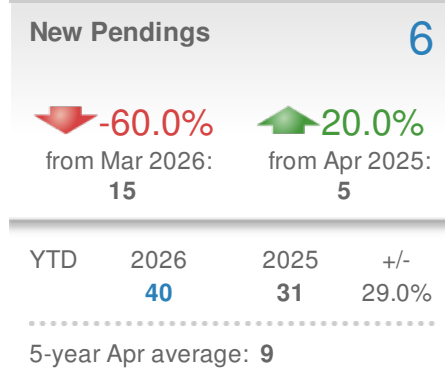 New Pendings 6
-60.0% 20.0%
from Mar 2026: from Apr 2025:
15 5
YTD 2026 2025 +/-
40 31 29.0%
5-year Apr average: 9